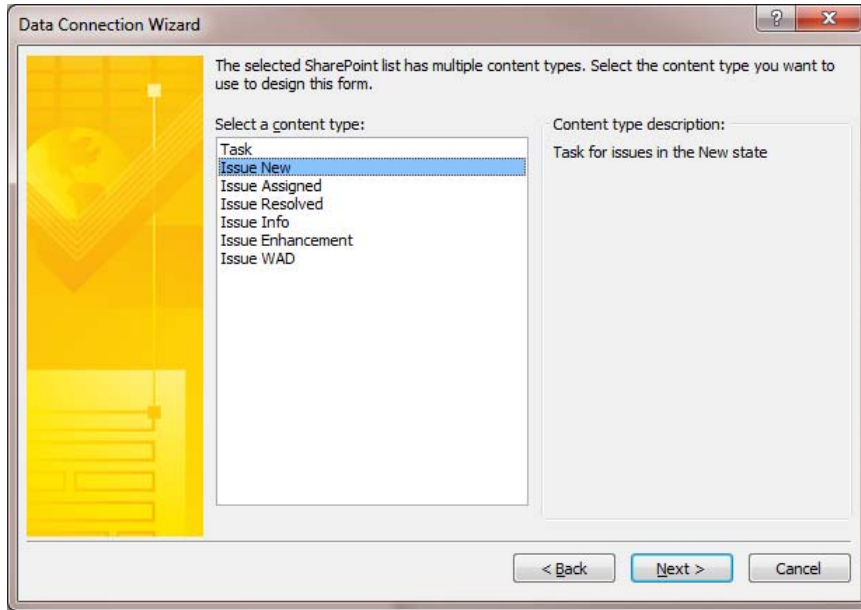 Data Connection Wizard
The selected SharePoint list has multiple content types. Select the content type you want to
use to design this form.
Select a content type:
Content type description:
Task
Issue New
Issue Assigned
Issue Resolved
Issue Info
Issue Enhancement
Issue WAD
Task for issues in the New state
< Back
Next >
Cancel